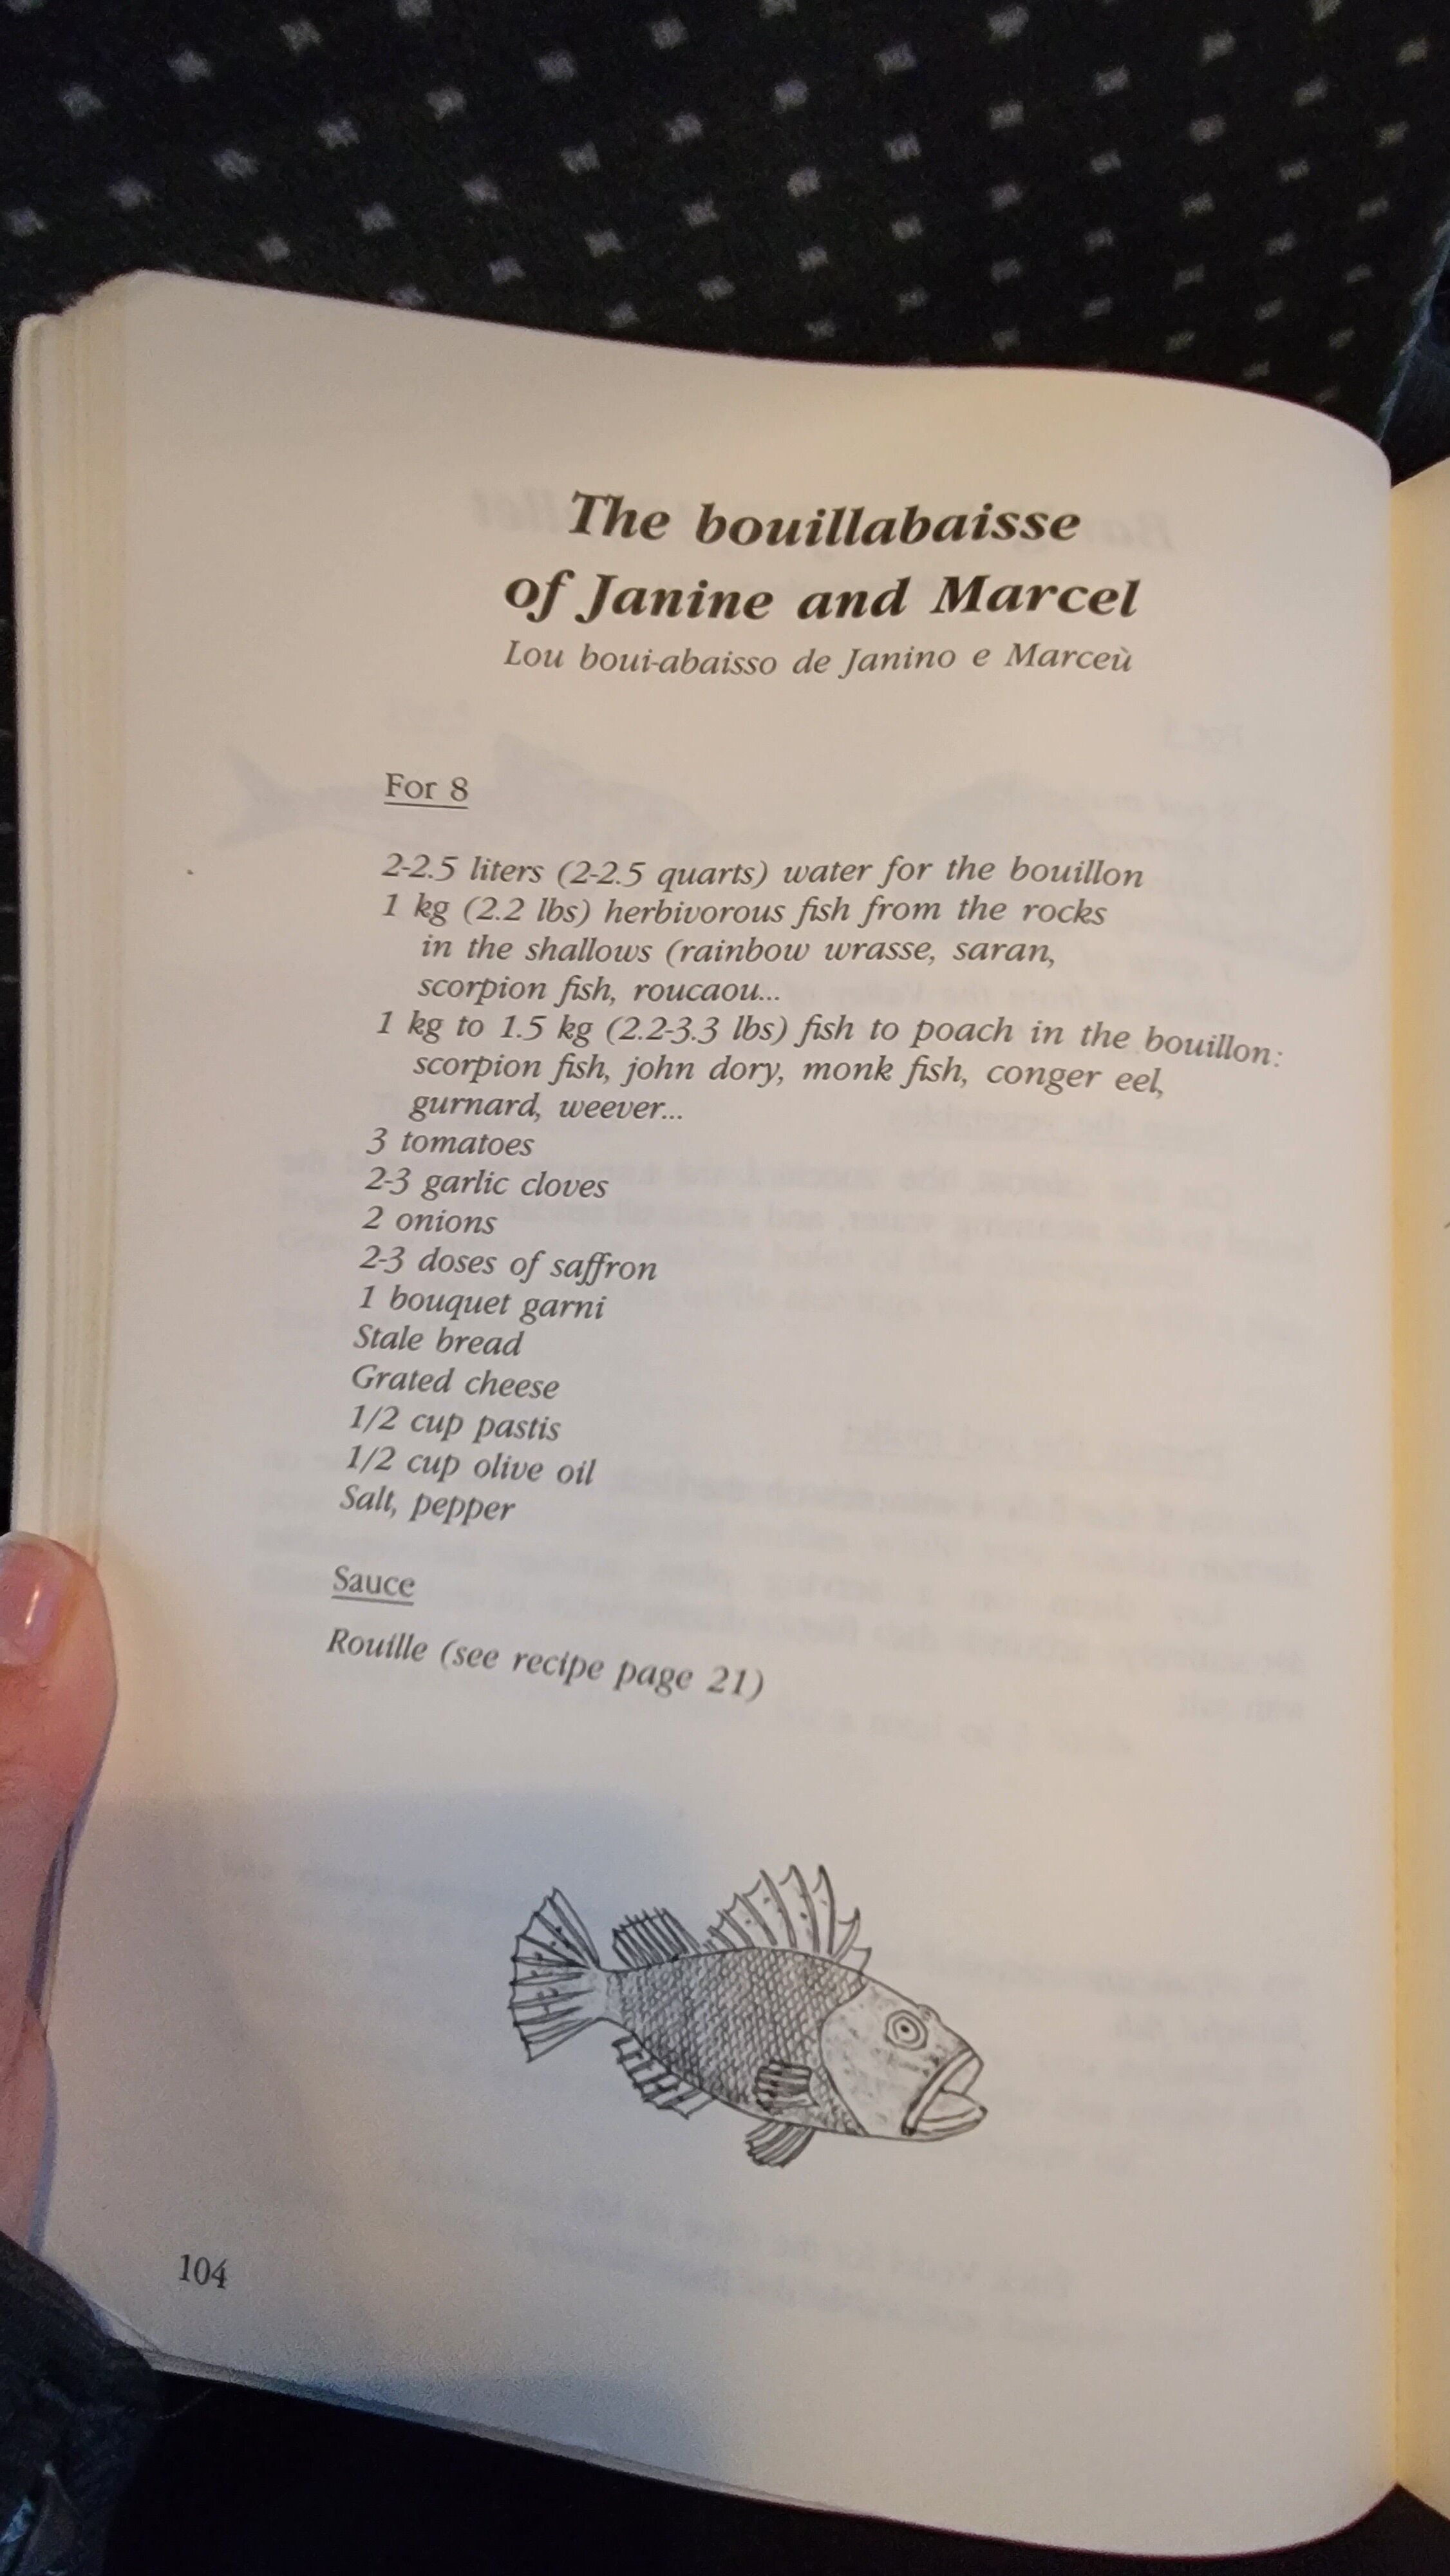 The bouillabaisse
of Janine and Marcel
Lou boui-abaisso de Janino e Marceù
For 8
2-2.5 liters (2-2.5 quarts) water for the bouillon
1 kg (2.2 lbs) herbivorous fish from the rocks
in the shallows (rainbow wrasse, saran,
scorpion fish, roucaou...
1 kg to 1.5 kg (2.2-3.3 lbs) fish to poach in the bouillon:
scorpion fish, john dory, monk fish, conger eel,
gurnard, weever...
3 tomatoes
2-3 garlic cloves
2 onions
2-3 doses of saffron
1 bouquet garni
Stale bread
Grated cheese
1/2 cup pastis
1/2 cup olive oil
Salt, pepper
Sauce
Rouille (see recipe page 21)
104